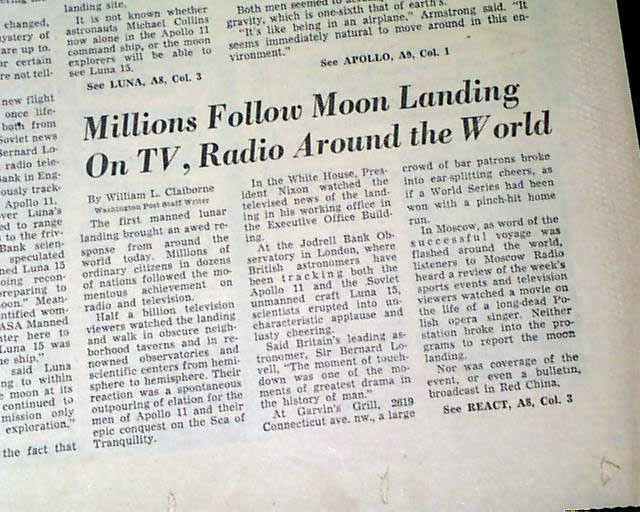 changed,
ystery of
are up to.
or certain
re not tell-
new flight
once life-
both from
Soviet news
Bernard Lo-
radio tele-
Bank in Eng-
ously track-
Apollo 11.
ver Luna's
d to range
to the friv-
Bank scien-
speculated
ned Luna 15
oing recon-
reparing to
oon." Mean-
ntified wom-
ASA Manned
nter here to
Luna 15 was
e ship."
said Luna
ng to within
e moon at its
continued to
mission only
exploration."
the fact that
landing site.
It is not known whether
astronauts Michael Collins
now alone in the Apollo 11
command ship, or the moon
explorers will be able to
see Luna 15.
See LUNA, A8, Col. 3
Both men seemed to
gravity, which is one-sixth that of earth's.
"It's like being in an airplane," Armstrong said. "It
seems immediately natural to move around in this en-
vironment."
See APOLLO, A9, Col. 1
Millions Follow Moon Landing
On TV, Radio Around the World
By William L. Claiborne
Washington Post Staff Writer
The first manned lunar
landing brought an awed re-
sponse from around the
world today. Millions of
ordinary citizens in dozens
of nations followed the mo-
mentous achievement on
radio and television.
Half a billion television
viewers watched the landing
and walk in obscure neigh-
borhood taverns and in re-
nowned observatories and
scientific centers from hemi-
sphere to hemisphere. Their
reaction was a spontaneous
outpouring of elation for the
men of Apollo 11 and their
epic conquest on the Sea of
Tranquility.
In the White House, Pres-
ident Nixon watched the
televised news of the land-
ing in his working office in
the Executive Office Build-
ing.
At the Jodrell Bank Ob-
servatory in London, where
British astronomers have
been tracking both the
Apollo 11 and the Soviet
unmanned craft Luna 15,
scientists erupted into un-
characteristic applause and
lusty cheering.
Said Britain's leading as-
tronomer, Sir Bernard Lo-
vell, "The moment of touch-
down was one of the mo-
ments of greatest drama in
the history of man."
At Garvin's Grill, 2619
Connecticut ave. nw., a large
crowd of bar patrons broke
into ear-splitting cheers, as
if a World Series had been
won with a pinch-hit home
run.
In Moscow, as word of the
successful voyage was
flashed around the world,
listeners to Moscow Radio
heard a review of the week's
sports events and television
viewers watched a movie on
the life of a long-dead Po-
lish opera singer. Neither
station broke into the pro-
grams to report the moon
landing.
Nor was coverage of the
event, or even a bulletin,
broadcast in Red China.
See REACT, A8, Col. 3